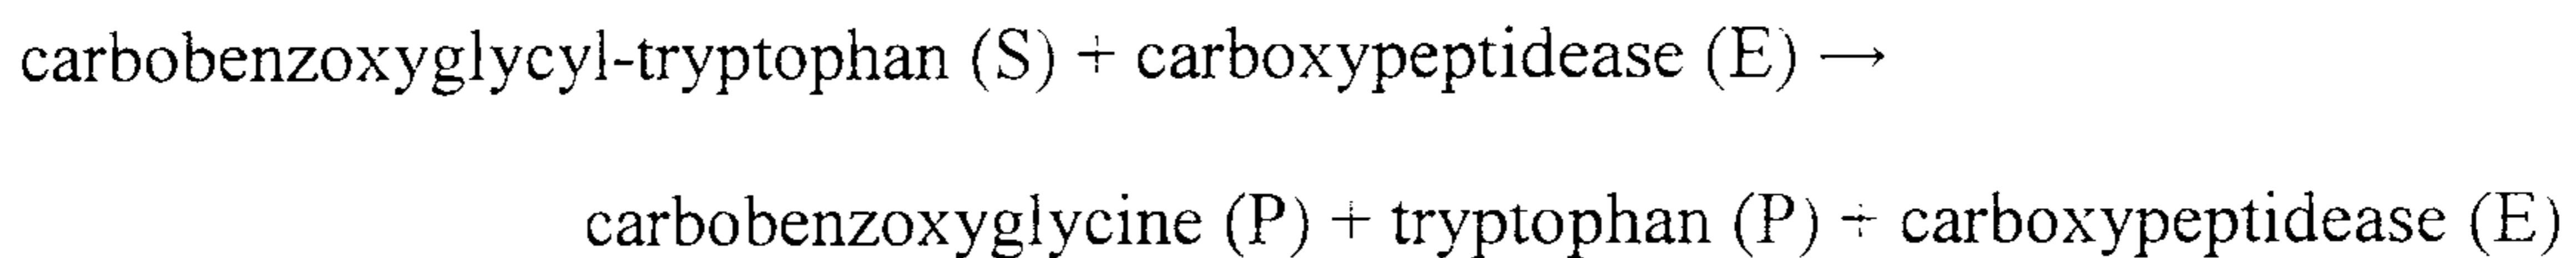 carbobenzoxyglycyl-tryptophan (S) + carboxypeptidease (E) →
carbobenzoxyglycine (P) + tryptophan (P) + carboxypeptidease (E)